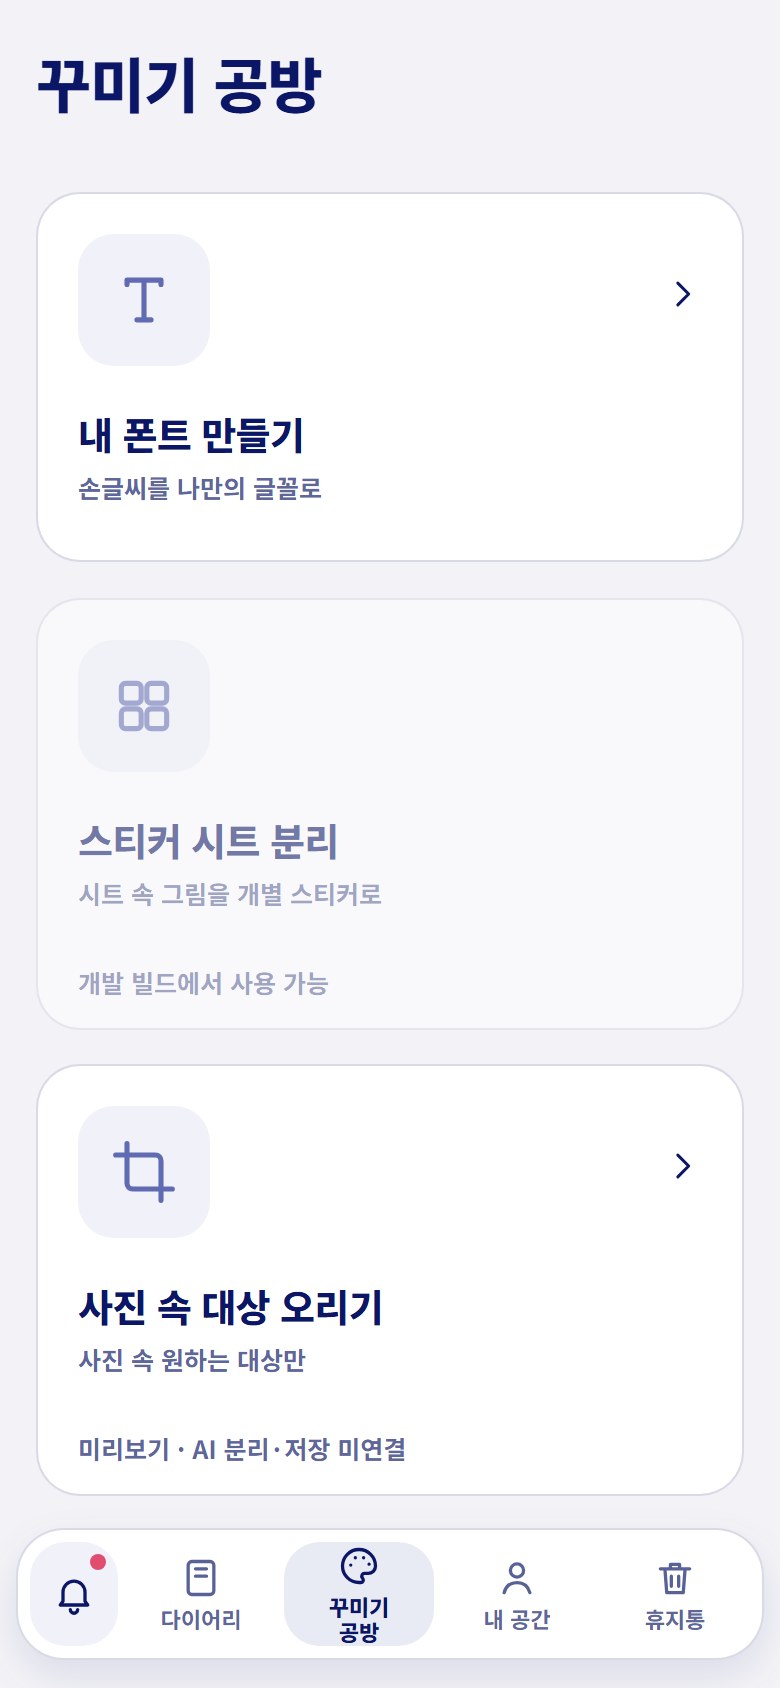 꾸미기 공방
내 폰트 만들기
손글씨를 나만의 글꼴로
스티커 시트 분리
시트 속 그림을 개별 스티커로
개발 빌드에서 사용 가능
사진 속 대상 오리기
사진 속 원하는 대상만
미리보기 · AI 분리·저장 미연결
다이어리
꾸미기
공방
내 공간
휴지통